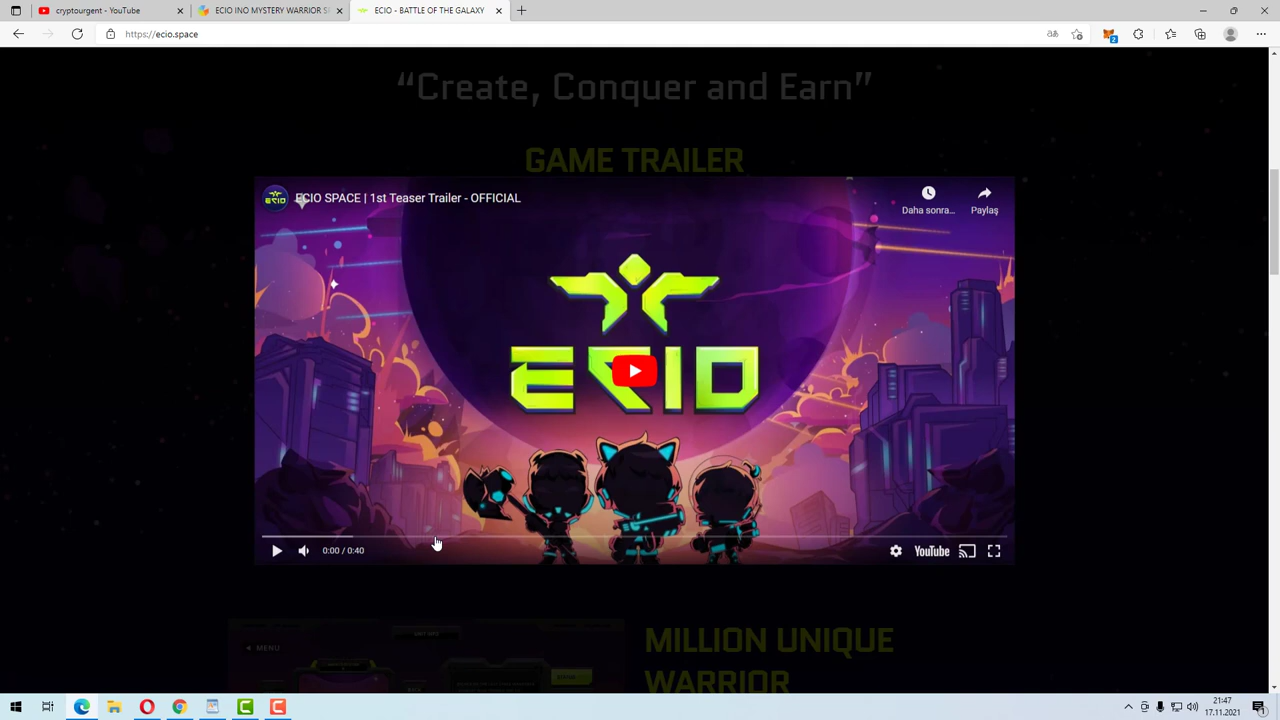 cryptourgent - YouTube
ECIO INO MYSTERY WARRIOR S
ECIO - BATTLE OF THE GALAXY
https://ecio.space
“Create, Conquer and Earn”
GAME TRAILER
ECIO
ECIO SPACE | 1st Teaser Trailer - OFFICIAL
Daha sonra...
Paylaş
ECIO
0:00 / 0:40
YouTube
MENU
MILLION UNIQUE
WARRIOR
21:47
17.11.2021